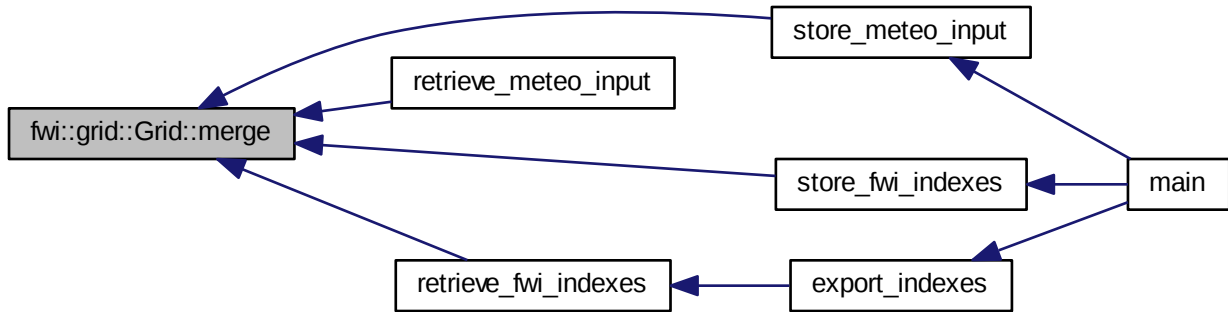 store_meteo_input
retrieve_meteo_input
fwi::grid::Grid::merge
store_fwi_indexes
main
retrieve_fwi_indexes
export_indexes